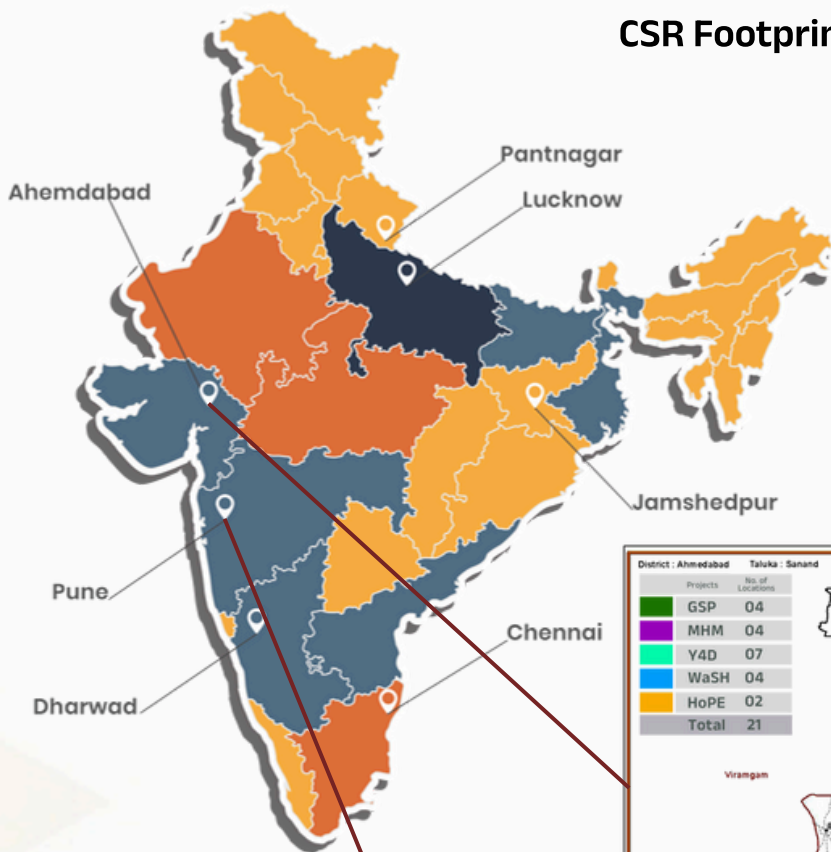 CSR Footprin
Pantnagar
Lucknow
Ahemdabad
Jamshedpur
Pune
Chennai
Dharwad
District : Ahmedabad Taluka : Sanand
Projects No. of Locations
GSP 04
MHM 04
Y4D 07
WaSH 04
HoPE 02
Total 21
Viramgam